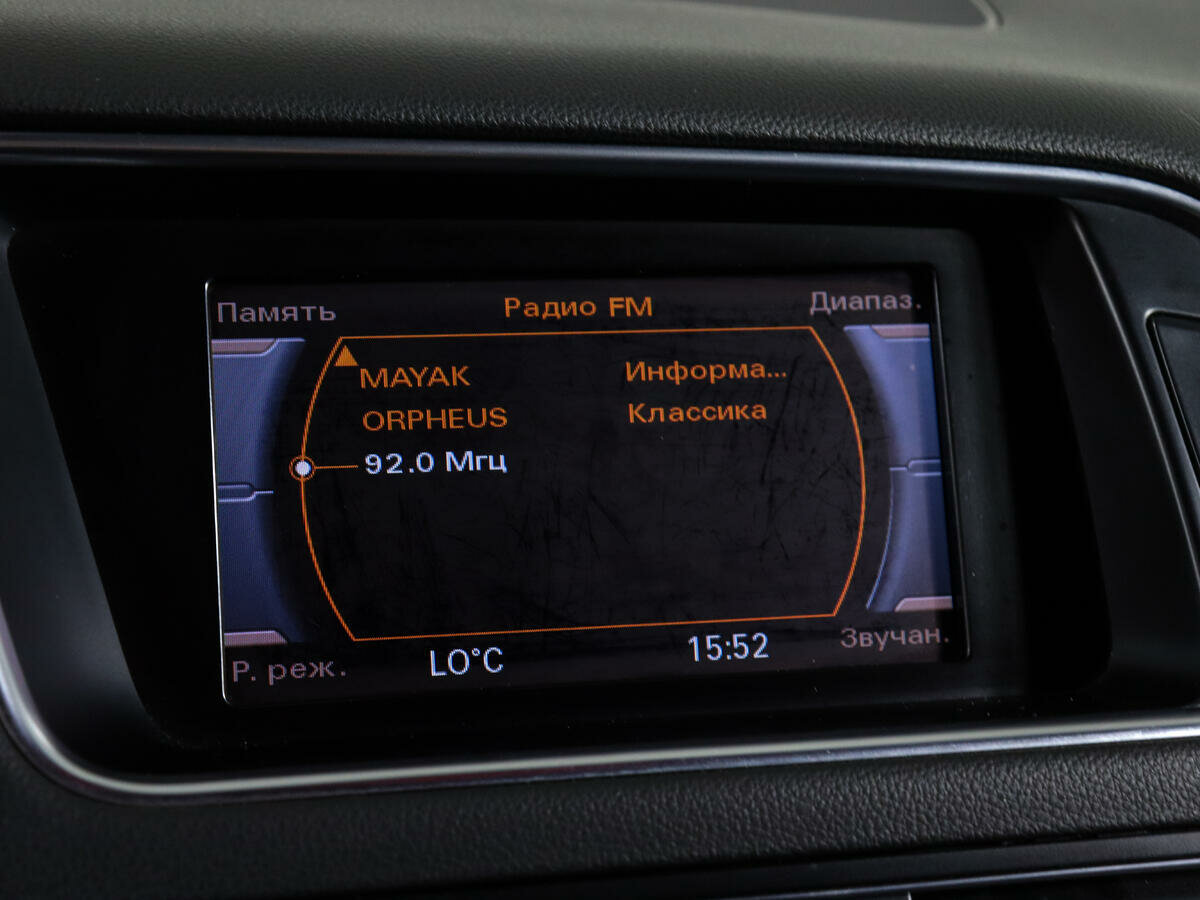 Память Радио FM Диапаз.
MAYAK Информа...
ORPHEUS Классика
92.0 Мгц
Р. реж. LO°C 15:52 Звучан.